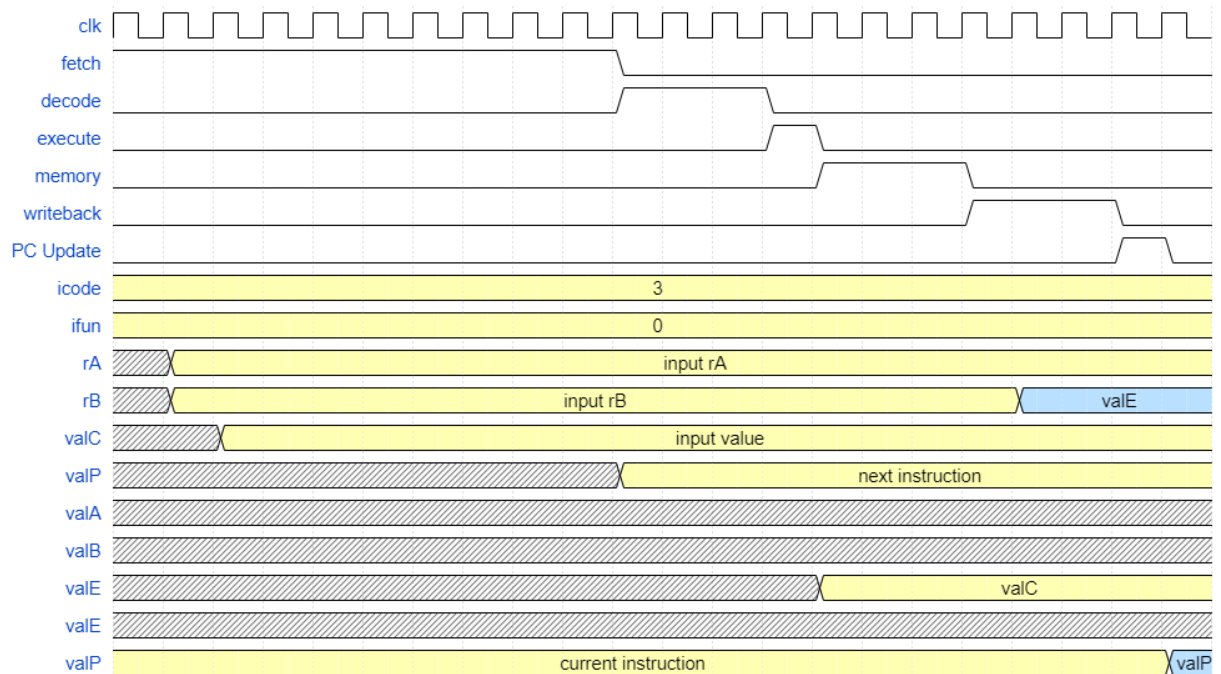 clk
fetch
decode
execute
memory
writeback
PC Update
icode 3
ifun 0
rA input rA
rB input rB valE
valC input value
valP next instruction
valA
valB
valE valC
valE
valP current instruction valP